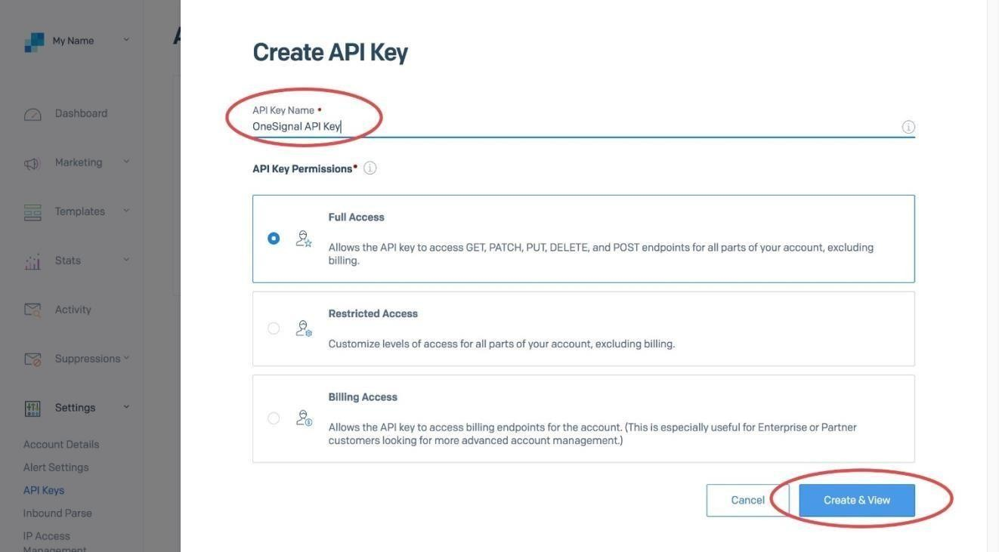 My Name
Dashboard
Marketing
Templates
Stats
Activity
Suppressions
Settings
Account Details
Alert Settings
API Keys
Inbound Parse
IP Access
Management
A
Create API Key
API Key Name
OneSignal API Key
API Key Permissions
Full Access
Allows the API key to access GET, PATCH, PUT, DELETE, and POST endpoints for all parts of your account, excluding
billing.
Restricted Access
Customize levels of access for all parts of your account, excluding billing.
Billing Access
Allows the API key to access billing endpoints for the account. (This is especially useful for Enterprise or Partner
customers looking for more advanced account management.)
Cancel
Create & View